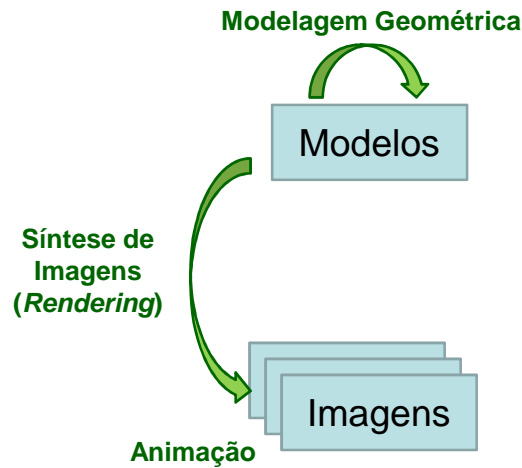 Modelagem Geométrica
Modelos
Síntese de
Imagens
(Rendering)
Imagens
Animação